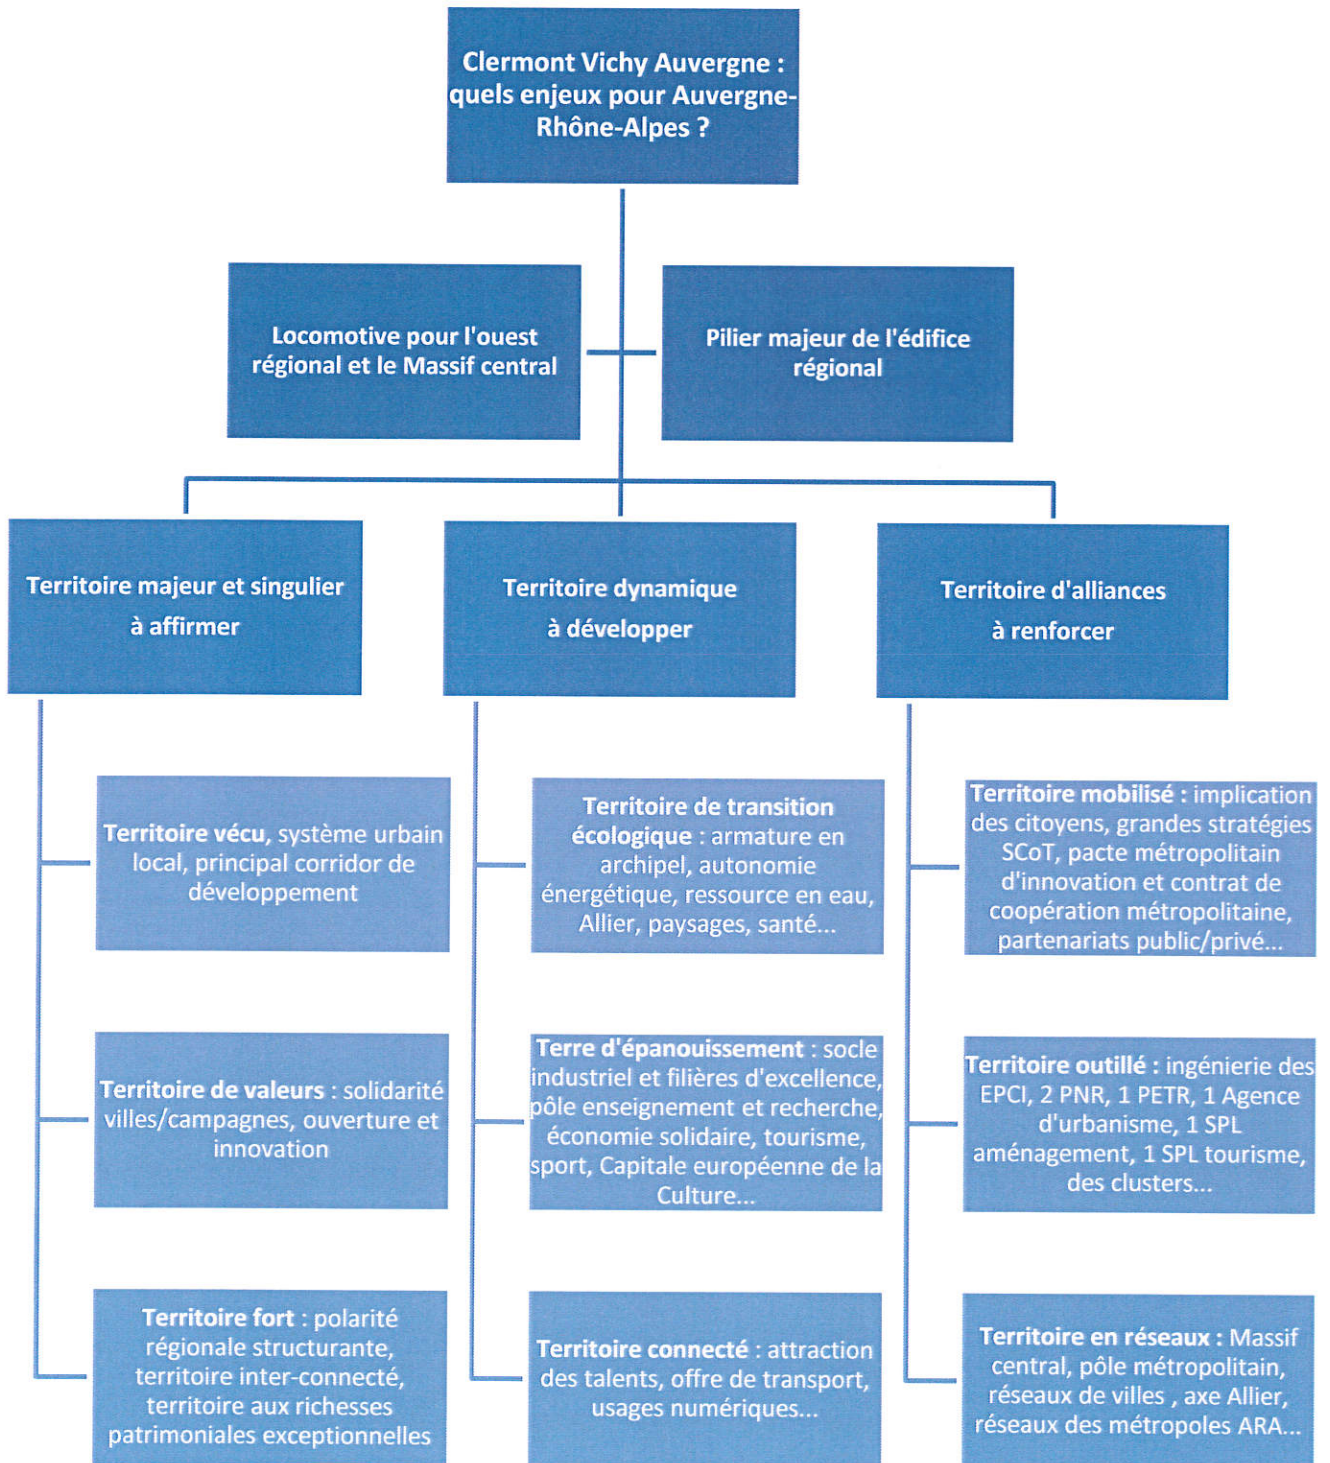 Clermont Vichy Auvergne :
quels enjeux pour Auvergne-
Rhône-Alpes ?
Locomotive pour l'ouest
régional et le Massif central
Pilier majeur de l'édifice
régional
Territoire majeur et singulier
à affirmer
Territoire dynamique
à développer
Territoire d'alliances
à renforcer
Territoire vécu, système urbain
local, principal corridor de
développement
Territoire de valeurs : solidarité
villes/campagnes, ouverture et
innovation
Territoire fort : polarité
régionale structurante,
territoire inter-connecté,
territoire aux richesses
patrimoniales exceptionnelles
Territoire de transition
écologique : armature en
archipel, autonomie
énergétique, ressource en eau,
Allier, paysages, santé...
Terre d'épanouissement : socle
industriel et filières d'excellence,
pôle enseignement et recherche,
économie solidaire, tourisme,
sport, Capitale européenne de la
Culture...
Territoire connecté : attraction
des talents, offre de transport,
usages numériques...
Territoire mobilisé : implication
des citoyens, grandes stratégies
SCoT, pacte métropolitain
d'innovation et contrat de
coopération métropolitaine,
partenariats public/privé...
Territoire outillé : ingénierie des
EPCI, 2 PNR, 1 PETR, 1 Agence
d'urbanisme, 1 SPL
aménagement, 1 SPL tourisme,
des clusters...
Territoire en réseaux : Massif
central, pôle métropolitain,
réseaux de villes , axe Allier,
réseaux des métropoles ARA...